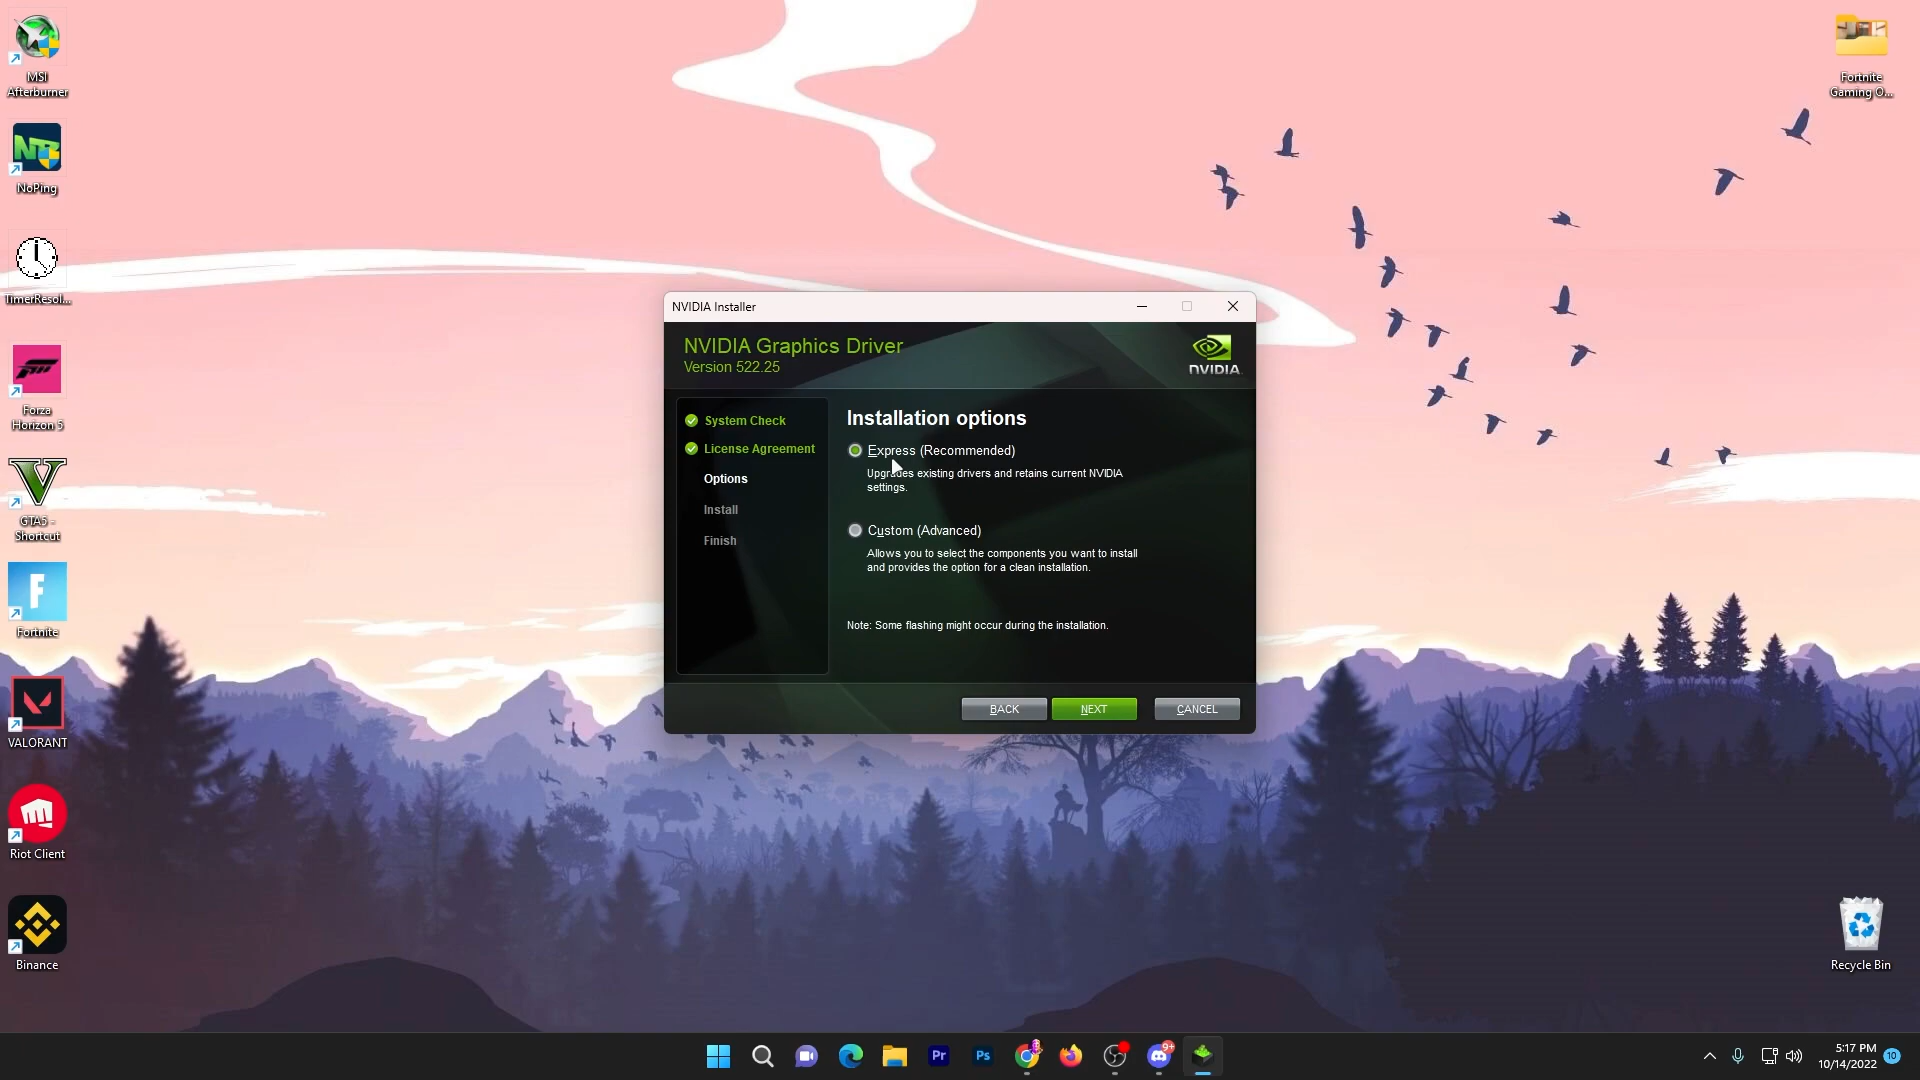 MSI
Afterburner
NoPing
TimerResol...
Forza
Horizon 5
GTA5 -
Shortcut
Fortnite
VALORANT
Riot Client
Binance
Fortnite
Gaming O...
Recycle Bin
NVIDIA Installer
NVIDIA Graphics Driver
Version 522.25
NVIDIA.
System Check
License Agreement
Options
Install
Finish
Installation options
Express (Recommended)
Upgrades existing drivers and retains current NVIDIA
settings.
Custom (Advanced)
Allows you to select the components you want to install
and provides the option for a clean installation.
Note: Some flashing might occur during the installation.
BACK
NEXT
CANCEL
Pr
Ps
9+
5:17 PM
10/14/2022
10